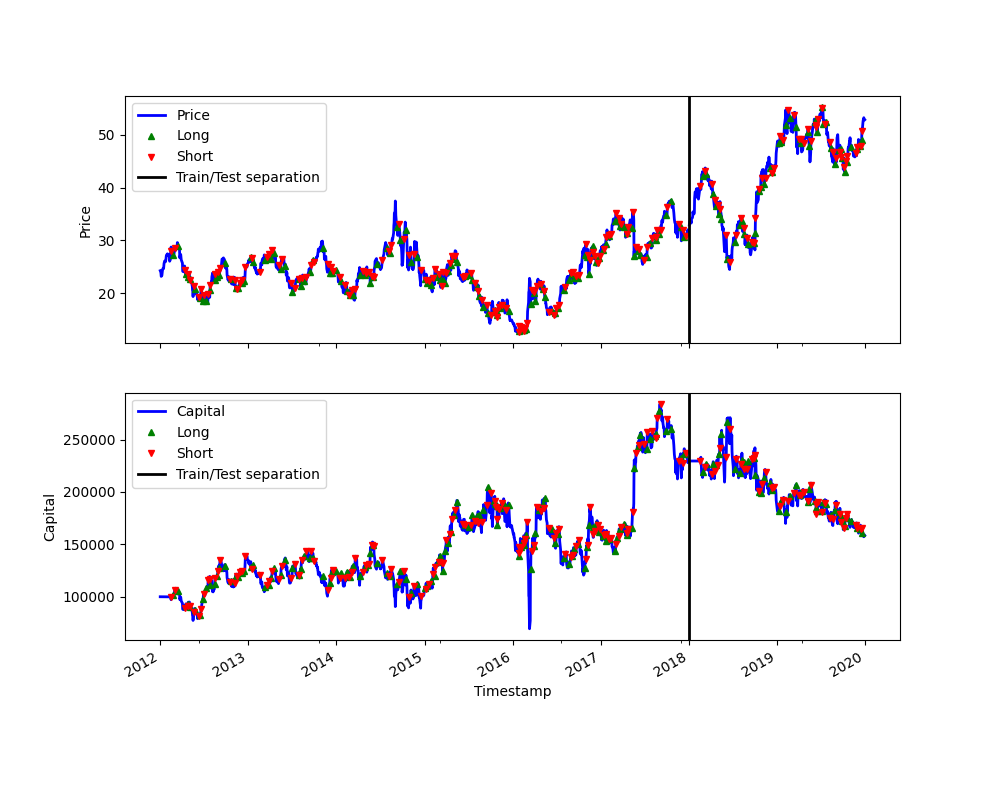 Price
Long
Short
Train/Test separation
50
40
30
20
Price
Capital
Long
Short
Train/Test separation
250000
200000
150000
100000
Capital
2012 2013 2014 2015 2016 2017 2018 2019 2020
Timestamp